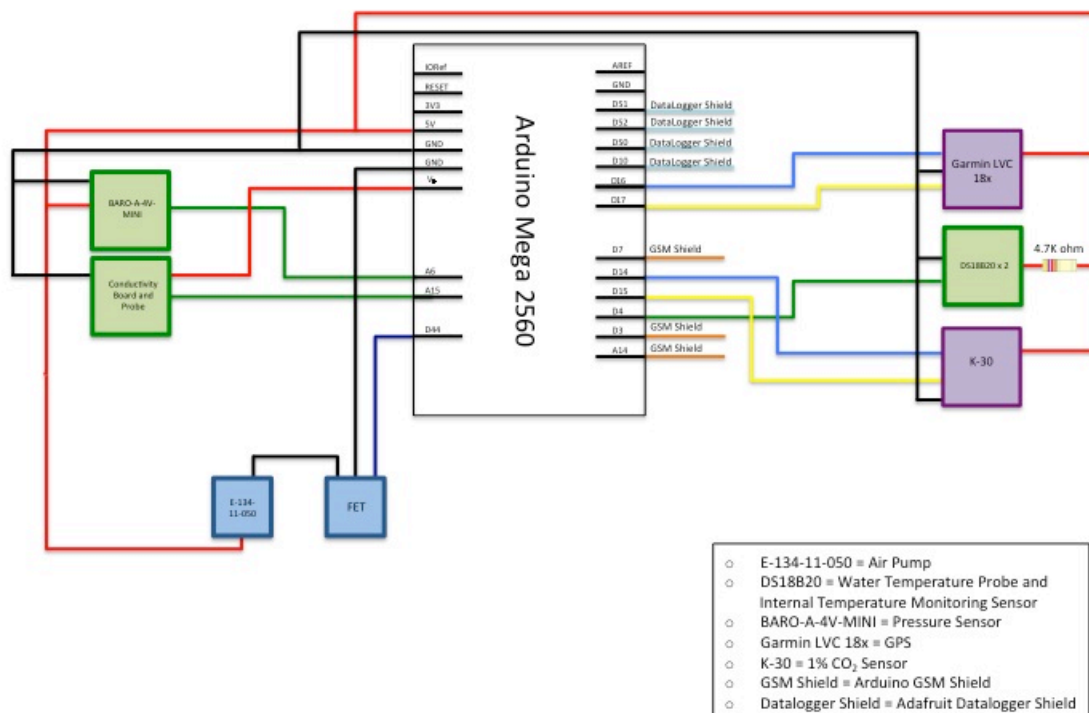 IORef
RESET
3V3
5V
GND
GND
V
A6
A15
D44
Arduino Mega 2560
AREF
GND
D51 DataLogger Shield
D52 DataLogger Shield
D50 DataLogger Shield
D10 DataLogger Shield
D16
D17
D7 GSM Shield
D14
D15
D4
D3 GSM Shield
A14 GSM Shield
BARO-A-4V-
MINI
Conductivity
Board and
Probe
Garmin LVC
18x
DS18B20 x 2
4.7K ohm
K-30
E-134-
11-050
FET
○ E-134-11-050 = Air Pump
○ DS18B20 = Water Temperature Probe and
Internal Temperature Monitoring Sensor
○ BARO-A-4V-MINI = Pressure Sensor
○ Garmin LVC 18x = GPS
○ K-30 = 1% CO₂ Sensor
○ GSM Shield = Arduino GSM Shield
○ Datalogger Shield = Adafruit Datalogger Shield